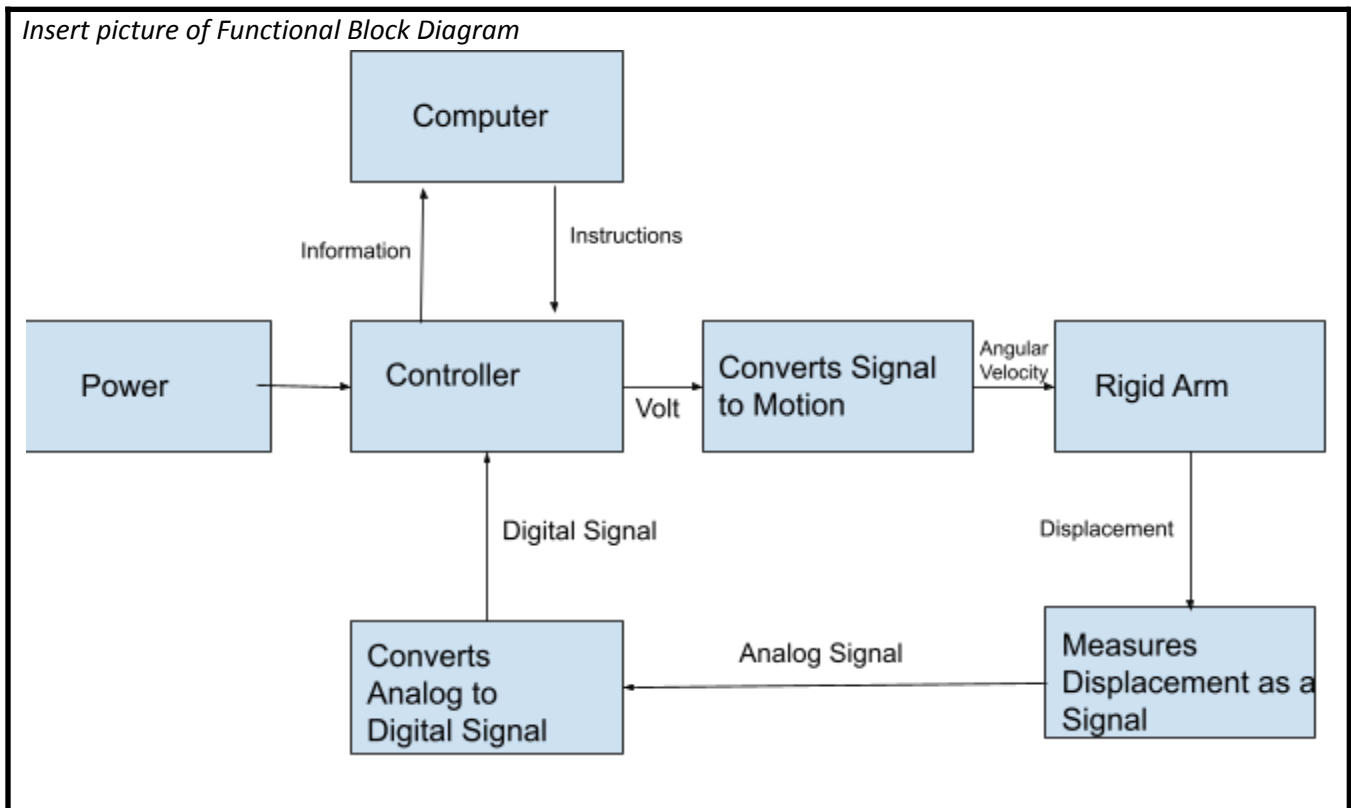 Insert picture of Functional Block Diagram
Computer
Information
Instructions
Power
Controller
Volt
Converts Signal
to Motion
Angular
Velocity
Rigid Arm
Digital Signal
Displacement
Converts
Analog to
Digital Signal
Analog Signal
Measures
Displacement as a
Signal